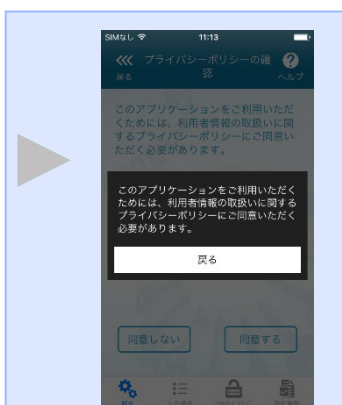 SIMなし 11:13
プライバシーポリシーの確
認
戻る
ヘルプ
このアプリケーションをご利用いただ
くためには、利用者情報の取扱いに関
するプライバシーポリシーにご同意い
ただく必要があります。
このアプリケーションをご利用いただく
ためには、利用者情報の取扱いに関する
プライバシーポリシーにご同意いただく
必要があります。
戻る
同意しない 同意する